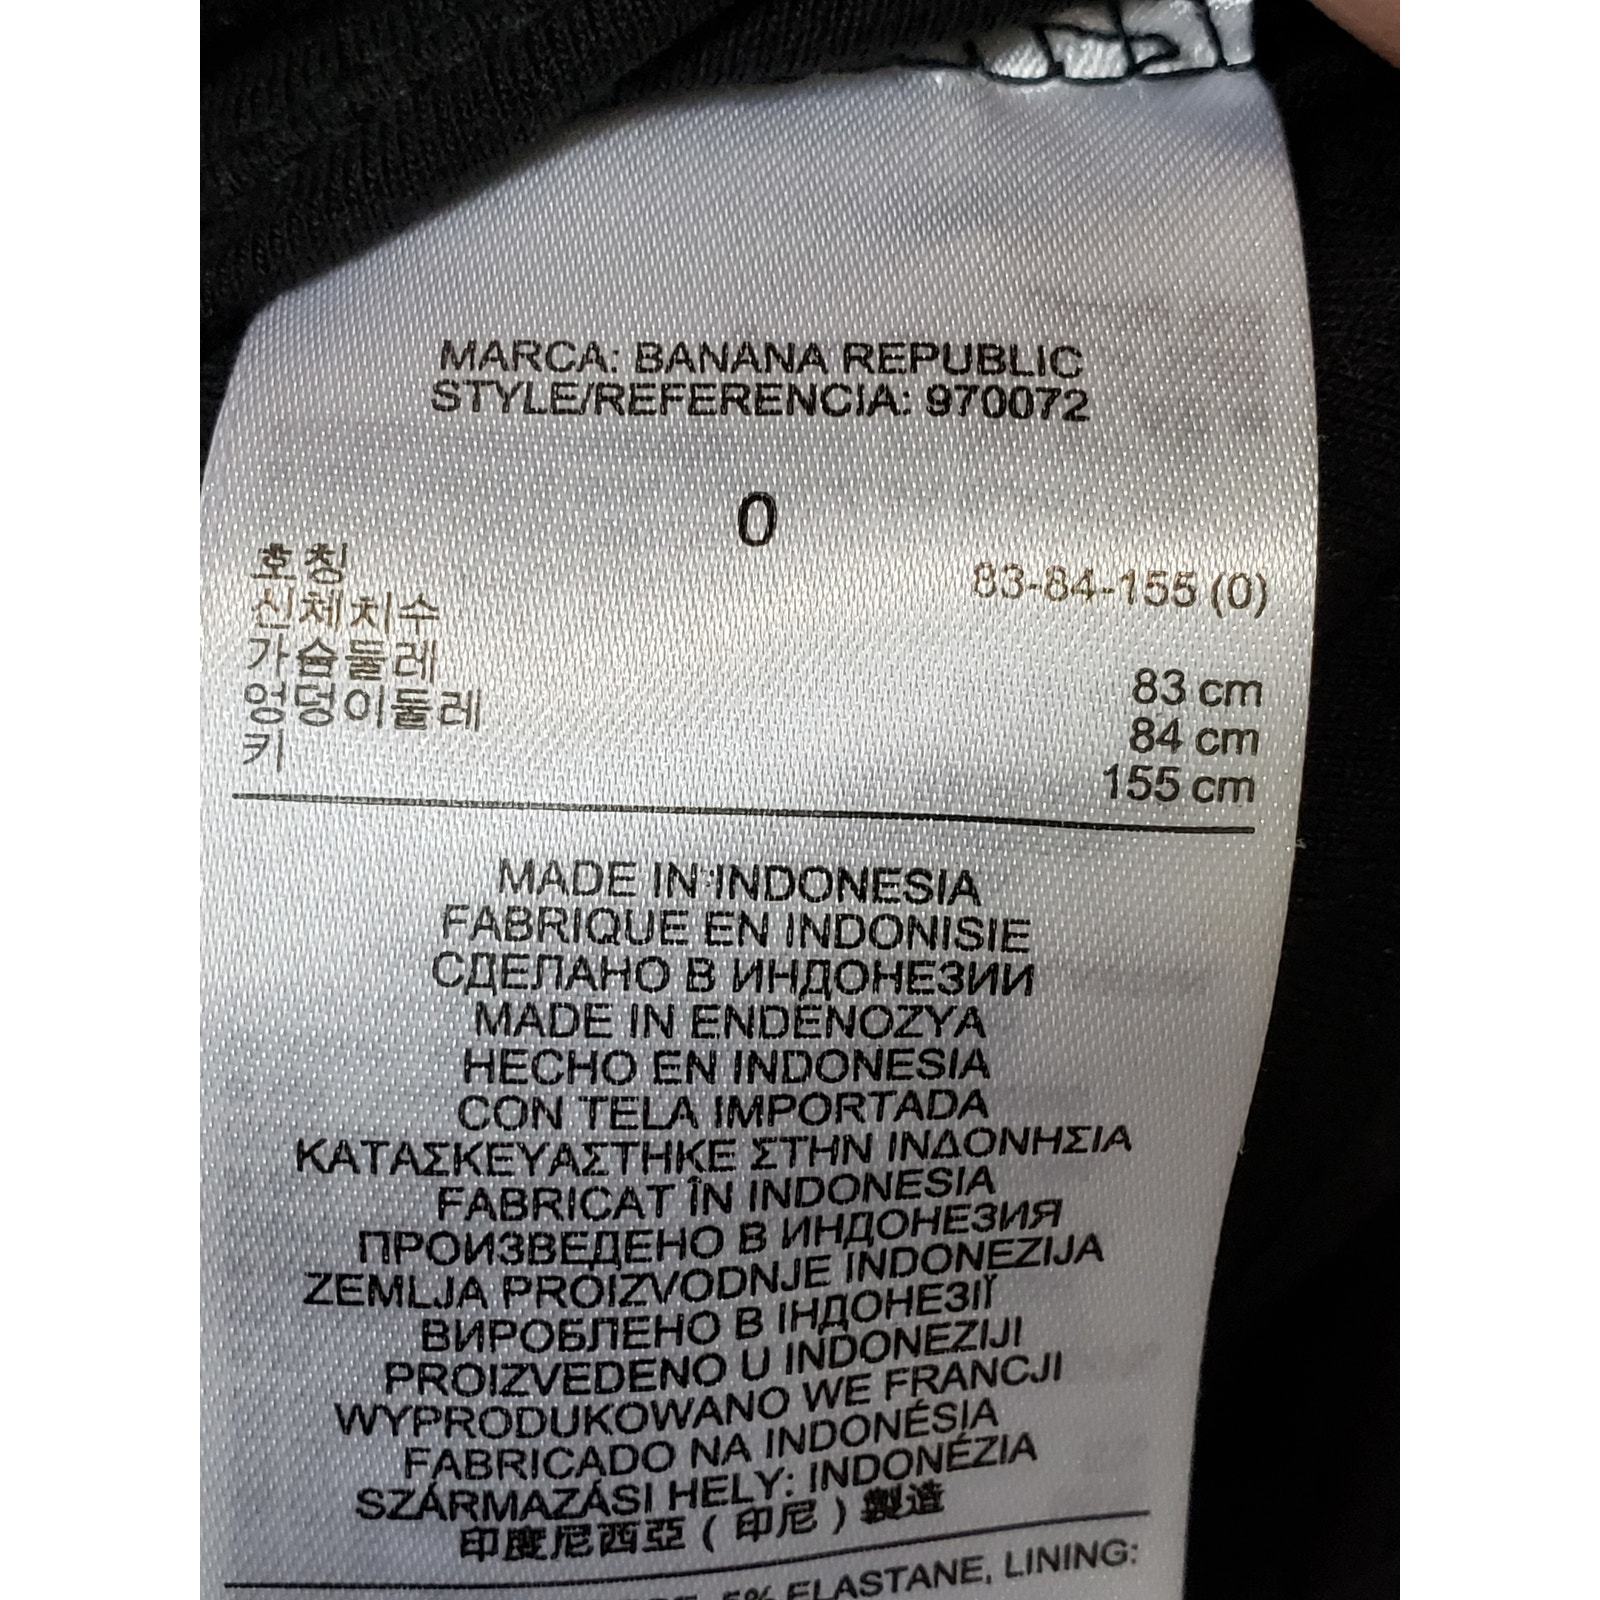 MARCA: BANANA REPUBLIC
STYLE/REFERENCIA: 970072
0
호칭 83-84-155 (0)
신체치수
가슴둘레 83 cm
엉덩이둘레 84 cm
키 155 cm
MADE IN INDONESIA
FABRIQUE EN INDONISIE
СДЕЛАНО В ИНДОНЕЗИИ
MADE IN ENDENOZYA
HECHO EN INDONESIA
CON TELA IMPORTADA
ΚΑΤΑΣΚΕΥΑΣΤΗΚΕ ΣΤΗΝ ΙΝΔΟΝΗΣΙΑ
FABRICAT ÎN INDONESIA
ПРОИЗВЕДЕНО В ИНДОНЕЗИЯ
ZEMLJA PROIZVODNJE INDONEZIJA
ВИРОБЛЕНО В ІНДОНЕЗІЇ
PROIZVEDENO U INDONEZIJI
WYPRODUKOWANO WE FRANCJI
FABRICADO NA INDONÉSIA
SZÁRMAZÁSI HELY: INDONÉZIA
印度尼西亞 ( 印尼 ) 製造
5% ELASTANE, LINING: